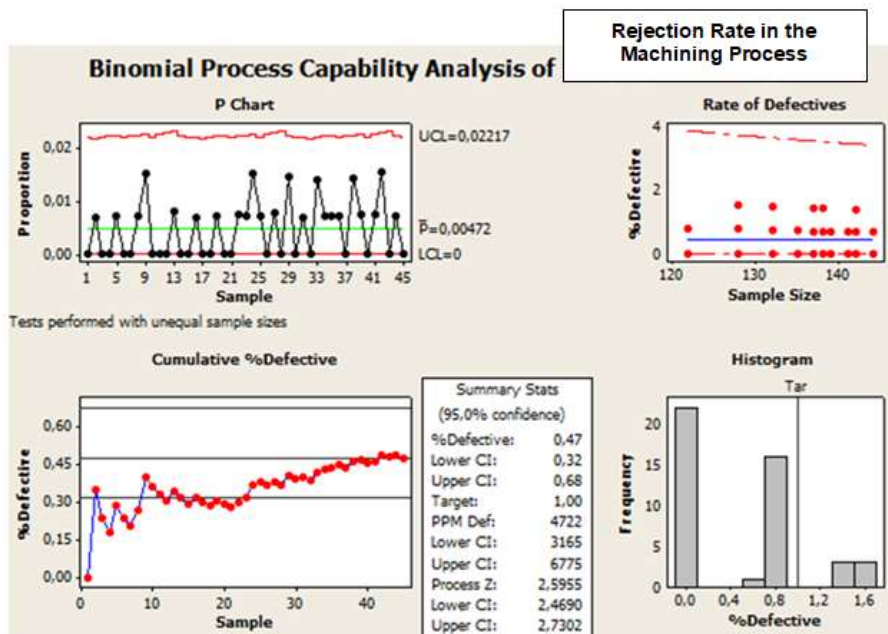 Rejection Rate in the
Machining Process
Binomial Process Capability Analysis of
P Chart
Proportion
0,02
0,01
0,00
UCL=0,02217
P̅=0,00472
LCL=0
1 5 9 13 17 21 25 29 33 37 41 45
Sample
Tests performed with unequal sample sizes
Rate of Defectives
%Defective
4
2
0
120 130 140
Sample Size
Cumulative %Defective
%Defective
0,60
0,45
0,30
0,15
0,00
0 10 20 30 40
Sample
Summary Stats
(95,0% confidence)
%Defective: 0,47
Lower CI: 0,32
Upper CI: 0,68
Target: 1,00
PPM Def: 4722
Lower CI: 3165
Upper CI: 6775
Process Z: 2,5955
Lower CI: 2,4690
Upper CI: 2,7302
Histogram
Tar
Frequency
20
15
10
5
0
0,0 0,4 0,8 1,2 1,6
%Defective